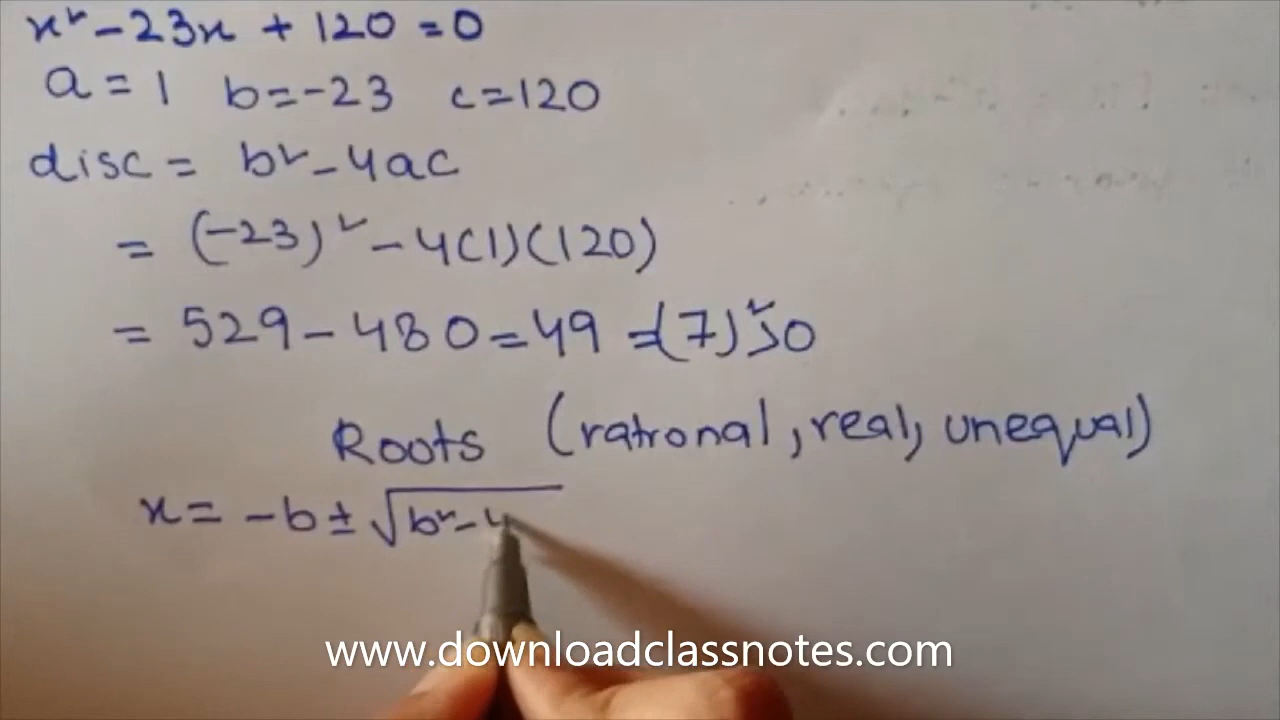 x² - 23x + 120 = 0
a = 1 b = -23 c = 120
disc = b² - 4ac
= (-23)² - 4(1)(120)
= 529 - 480 = 49 = (7)² > 0
Roots (rational, real, unequal)
x = -b ± √b² - 4
www.downloadclassnotes.com